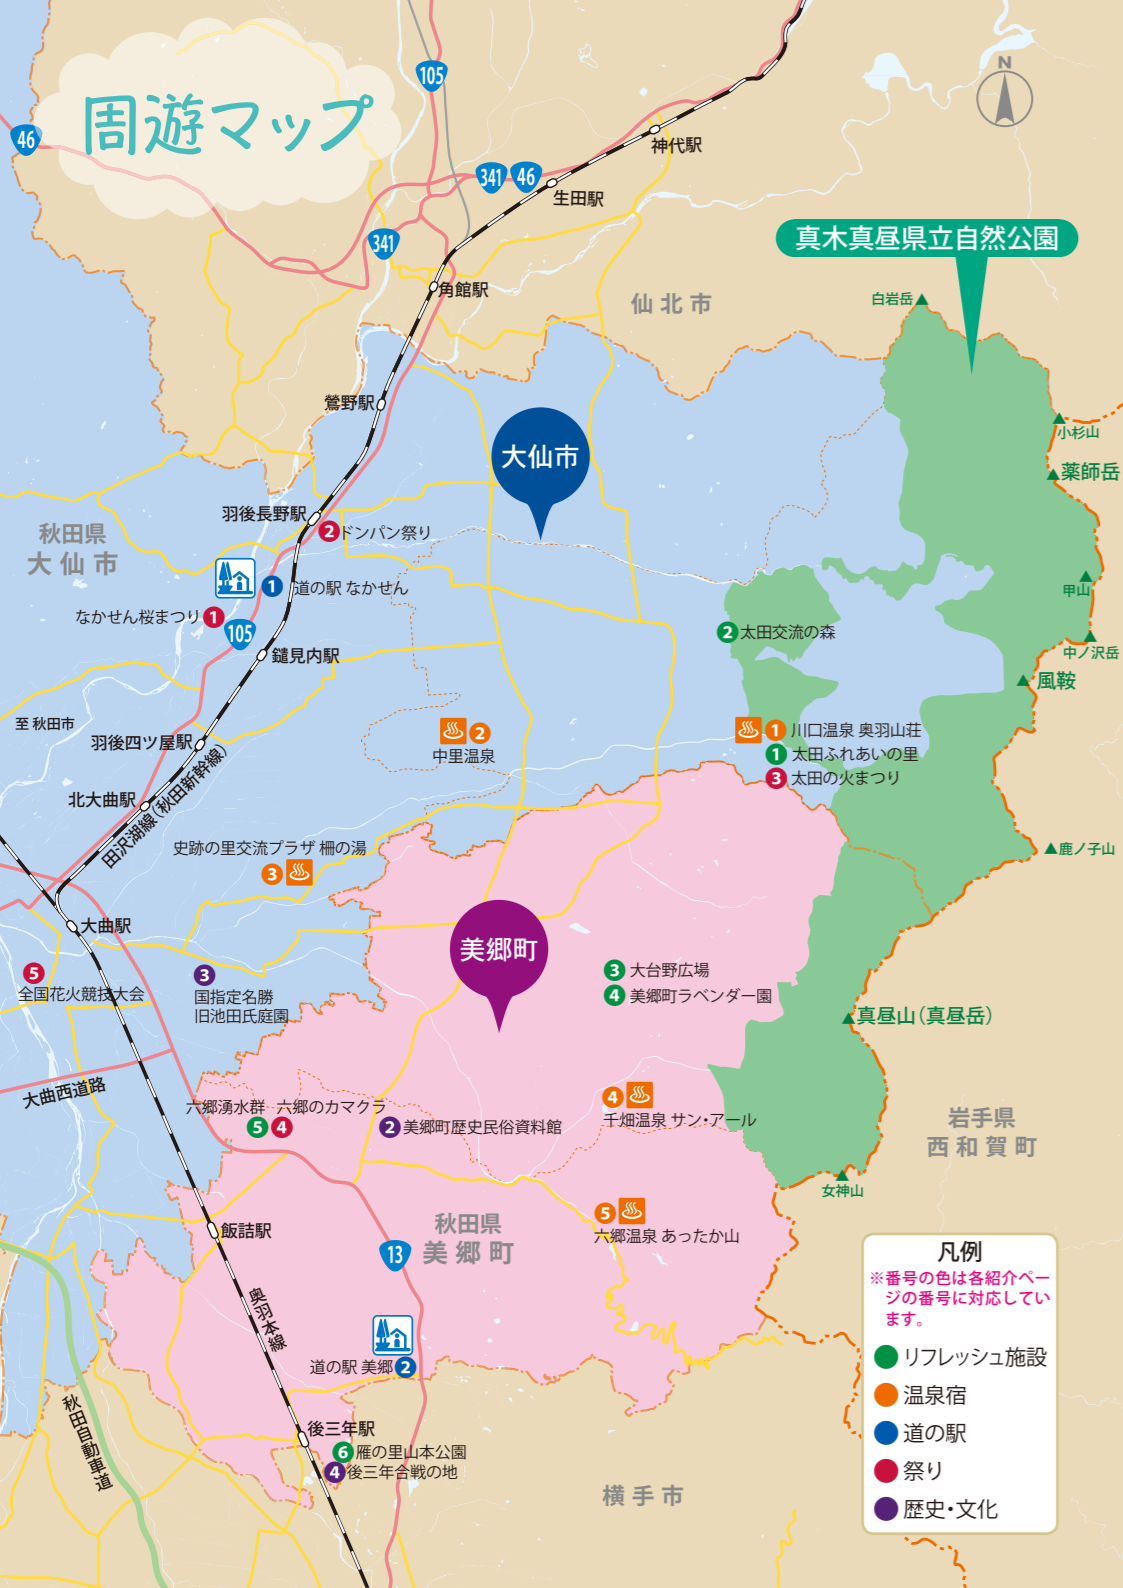 周遊マップ
N
105
46
神代駅
341
46
生田駅
341
真木真昼県立自然公園
角館駅
仙北市
白岩岳
鶯野駅
小杉山
大仙市
薬師岳
羽後長野駅
2 ドンパン祭り
秋田県
大仙市
1 道の駅 なかせん
甲山
なかせん桜まつり 1
105
2 太田交流の森
中ノ沢岳
鑓見内駅
風鞍
至 秋田市
羽後四ツ屋駅
2
中里温泉
1 川口温泉 奥羽山荘
1 太田ふれあいの里
3 太田の火まつり
北大曲駅
田沢湖線(秋田新幹線)
史跡の里交流プラザ 柵の湯
3
鹿ノ子山
大曲駅
美郷町
5
全国花火競技大会
3
国指定名勝
旧池田氏庭園
3 大台野広場
4 美郷町ラベンダー園
真昼山(真昼岳)
大曲西道路
六郷湧水群 六郷のカマクラ
5 4
2 美郷町歴史民俗資料館
4
千畑温泉 サン・アール
岩手県
西和賀町
女神山
5
六郷温泉 あったか山
飯詰駅
秋田県
美郷町
13
奥羽本線
道の駅 美郷 2
秋田自動車道
後三年駅
6 雁の里山本公園
4 後三年合戦の地
横手市
凡例
※番号の色は各紹介ペー
ジの番号に対応してい
ます。
リフレッシュ施設
温泉宿
道の駅
祭り
歴史・文化